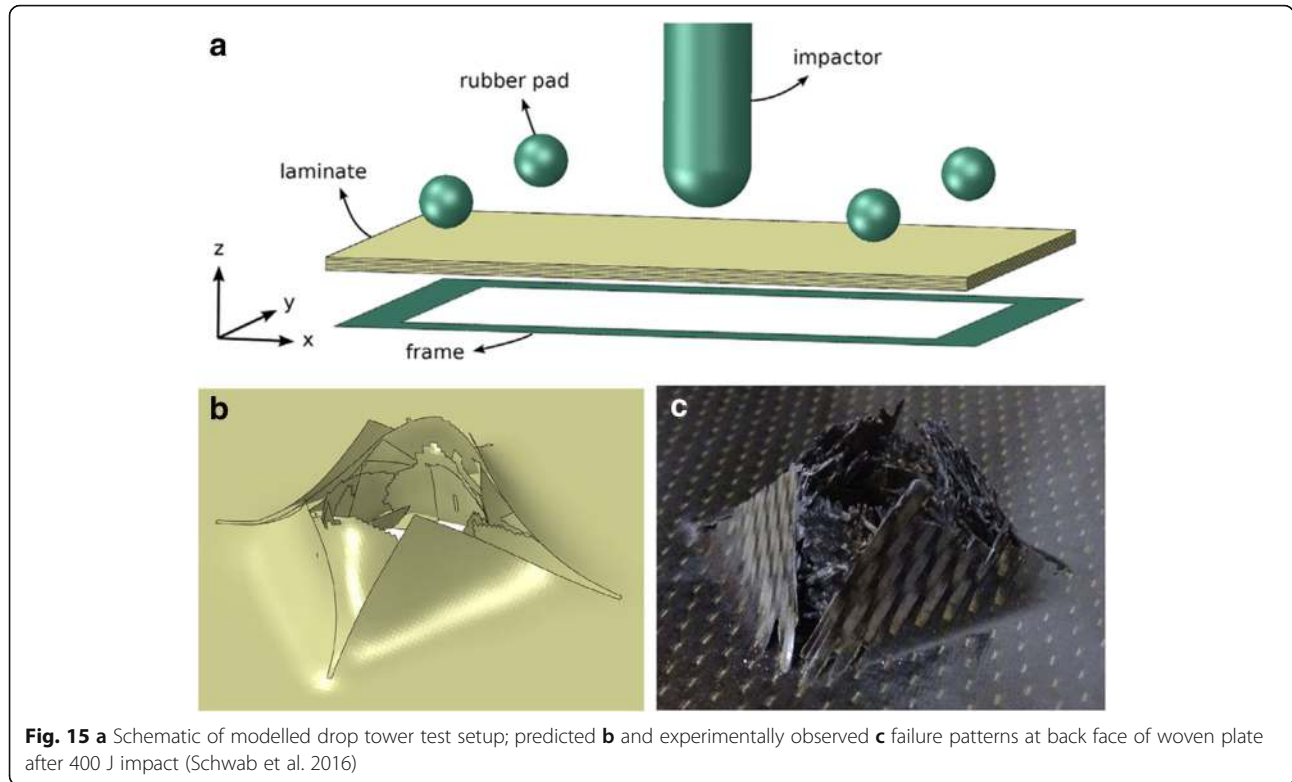 a
impactor
rubber pad
laminate
z
y
x
frame
b
c
Fig. 15 a Schematic of modelled drop tower test setup; predicted b and experimentally observed c failure patterns at back face of woven plate
after 400 J impact (Schwab et al. 2016)